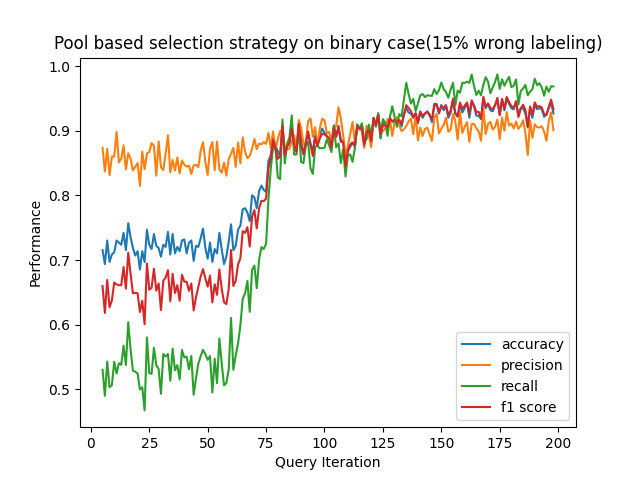 Pool based selection strategy on binary case(15% wrong labeling)
1.0
0.9
0.8
0.7
0.6
0.5
Performance
0
25
50
75
100
125
150
175
200
Query Iteration
accuracy
precision
recall
f1 score